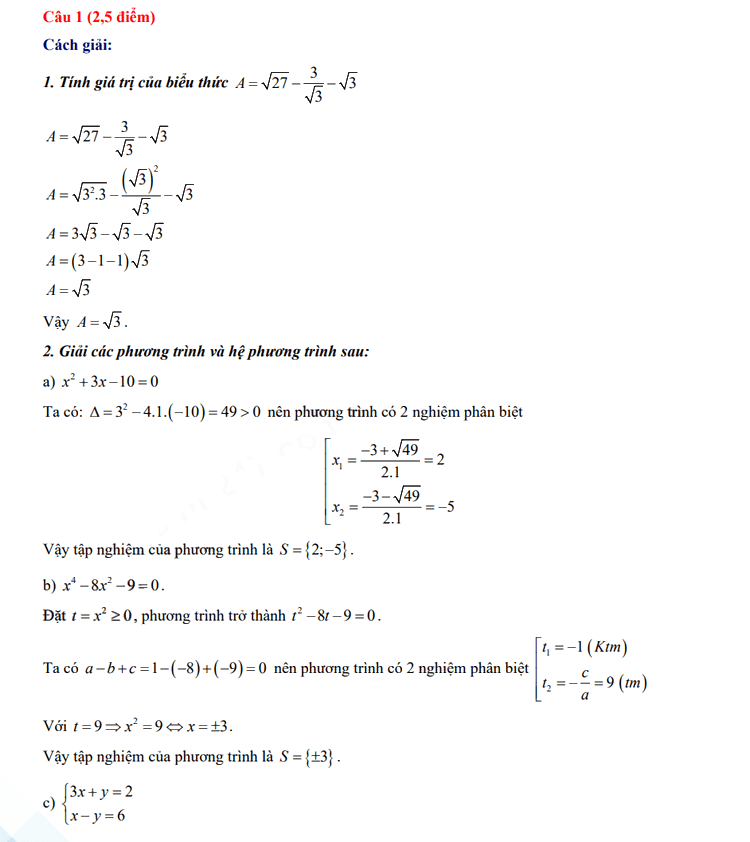 Câu 1 (2,5 điểm)
Cách giải:
1. Tính giá trị của biểu thức A = √27 − 3/√3 − √3
A = √27 − 3/√3 − √3
A = √(3².3) − (√3)²/√3 − √3
A = 3√3 − √3 − √3
A = (3−1−1)√3
A = √3
Vậy A = √3.
2. Giải các phương trình và hệ phương trình sau:
a) x² + 3x − 10 = 0
Ta có: Δ = 3² − 4.1.(−10) = 49 > 0 nên phương trình có 2 nghiệm phân biệt
[ x₁ = (−3 + √49)/2.1 = 2
x₂ = (−3 − √49)/2.1 = −5
Vậy tập nghiệm của phương trình là S = {2;−5}.
b) x⁴ − 8x² − 9 = 0.
Đặt t = x² ≥ 0, phương trình trở thành t² − 8t − 9 = 0.
Ta có a − b + c = 1 − (−8) + (−9) = 0 nên phương trình có 2 nghiệm phân biệt [ t₁ = −1 (Ktm)
t₂ = −c/a = 9 (tm)
Với t = 9 ⇒ x² = 9 ⇔ x = ±3.
Vậy tập nghiệm của phương trình là S = {±3}.
c) { 3x + y = 2
x − y = 6